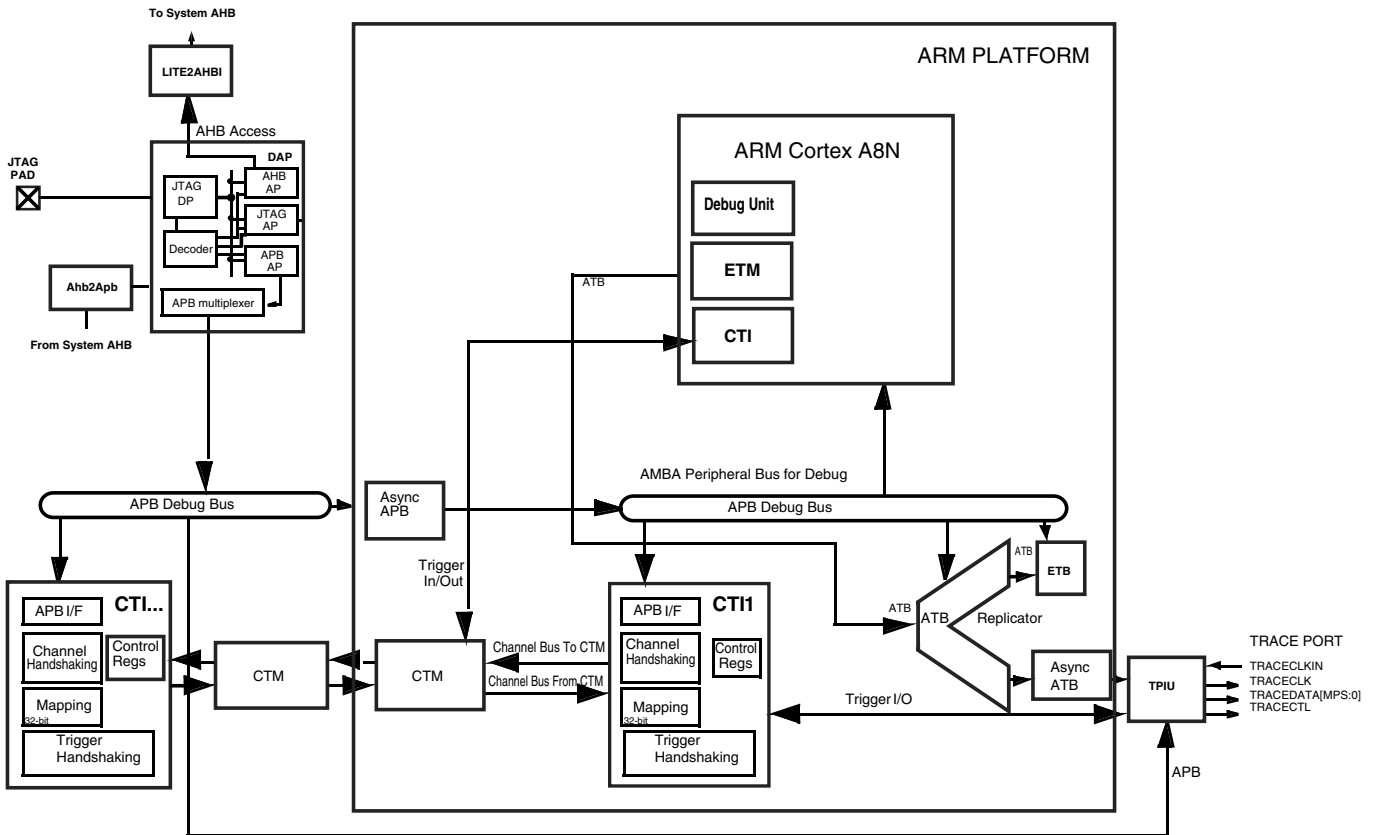 To System AHB
LITE2AHBI
ARM PLATFORM
AHB Access
JTAG
PAD
DAP
AHB
AP
JTAG
DP
JTAG
AP
Decoder
APB
AP
Ahb2Apb
APB multiplexer
From System AHB
ARM Cortex A8N
Debug Unit
ETM
CTI
ATB
AMBA Peripheral Bus for Debug
APB Debug Bus
Async
APB
APB Debug Bus
Trigger
In/Out
ATB
ETB
CTI...
APB I/F
Channel
Handshaking
Control
Regs
Mapping
32-bit
Trigger
Handshaking
CTM
CTM
Channel Bus To CTM
Channel Bus From CTM
CTI1
APB I/F
Channel
Handshaking
Control
Regs
Mapping
32-bit
Trigger
Handshaking
ATB
ATB
Replicator
Async
ATB
Trigger I/O
TPIU
TRACE PORT
TRACECLKIN
TRACECLK
TRACEDATA[MPS:0]
TRACECTL
APB